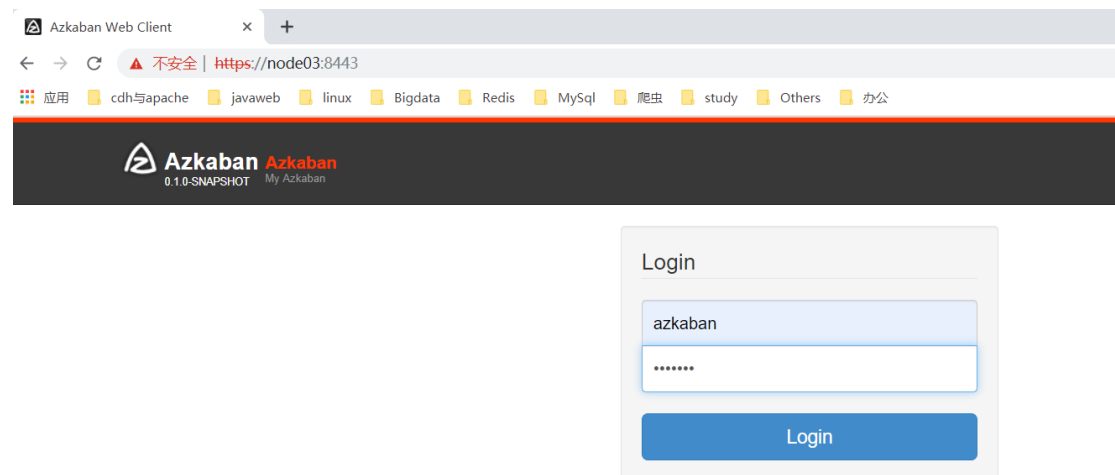 Azkaban Web Client
不安全 | https://node03:8443
应用 cdh与apache javaweb linux Bigdata Redis MySql 爬虫 study Others 办公
Azkaban Azkaban
0.1.0-SNAPSHOT My Azkaban
Login
azkaban
•••••••
Login